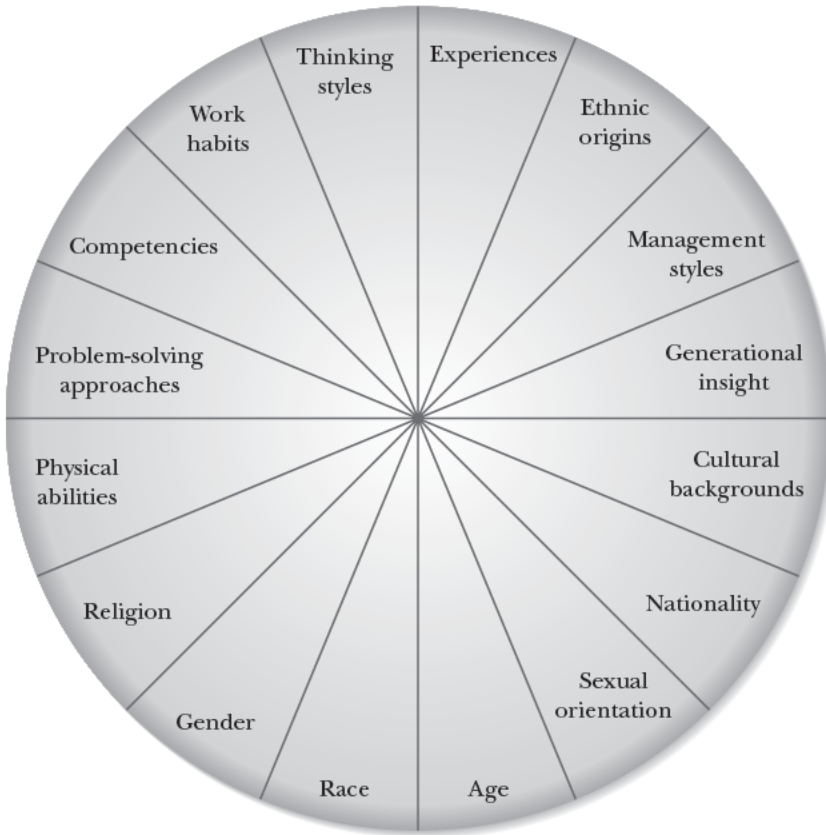 Experiences
Ethnic
origins
Management
styles
Generational
insight
Cultural
backgrounds
Nationality
Sexual
orientation
Age
Race
Gender
Religion
Physical
abilities
Problem-solving
approaches
Competencies
Work
habits
Thinking
styles